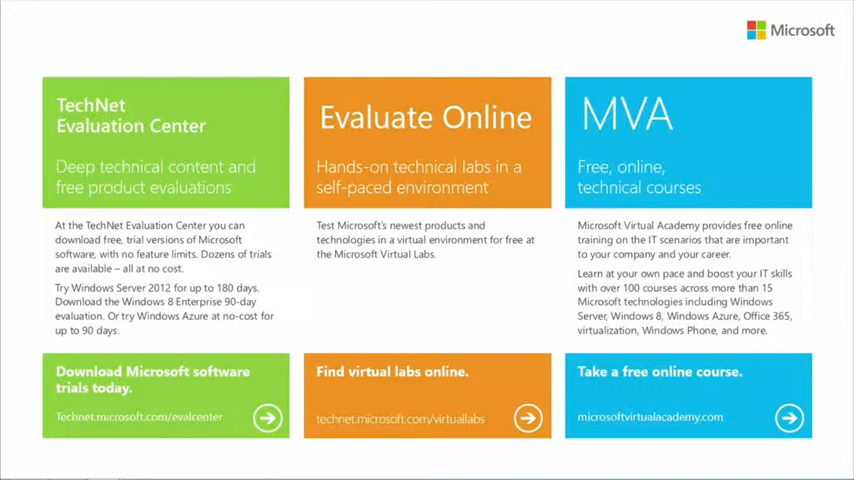 Microsoft
TechNet
Evaluation Center
Deep technical content and
free product evaluations
At the TechNet Evaluation Center you can
download free, trial versions of Microsoft
software, with no feature limits. Dozens of trials
are available – all at no cost.
Try Windows Server 2012 for up to 180 days.
Download the Windows 8 Enterprise 90-day
evaluation. Or try Windows Azure at no-cost for
up to 90 days.
Download Microsoft software
trials today.
Technet.microsoft.com/evalcenter
Evaluate Online
Hands-on technical labs in a
self-paced environment
Test Microsoft's newest products and
technologies in a virtual environment for free at
the Microsoft Virtual Labs.
Find virtual labs online.
technet.microsoft.com/virtuallabs
MVA
Free, online,
technical courses
Microsoft Virtual Academy provides free online
training on the IT scenarios that are important
to your company and your career.
Learn at your own pace and boost your IT skills
with over 100 courses across more than 15
Microsoft technologies including Windows
Server, Windows 8, Windows Azure, Office 365,
virtualization, Windows Phone, and more.
Take a free online course.
microsoftvirtualacademy.com